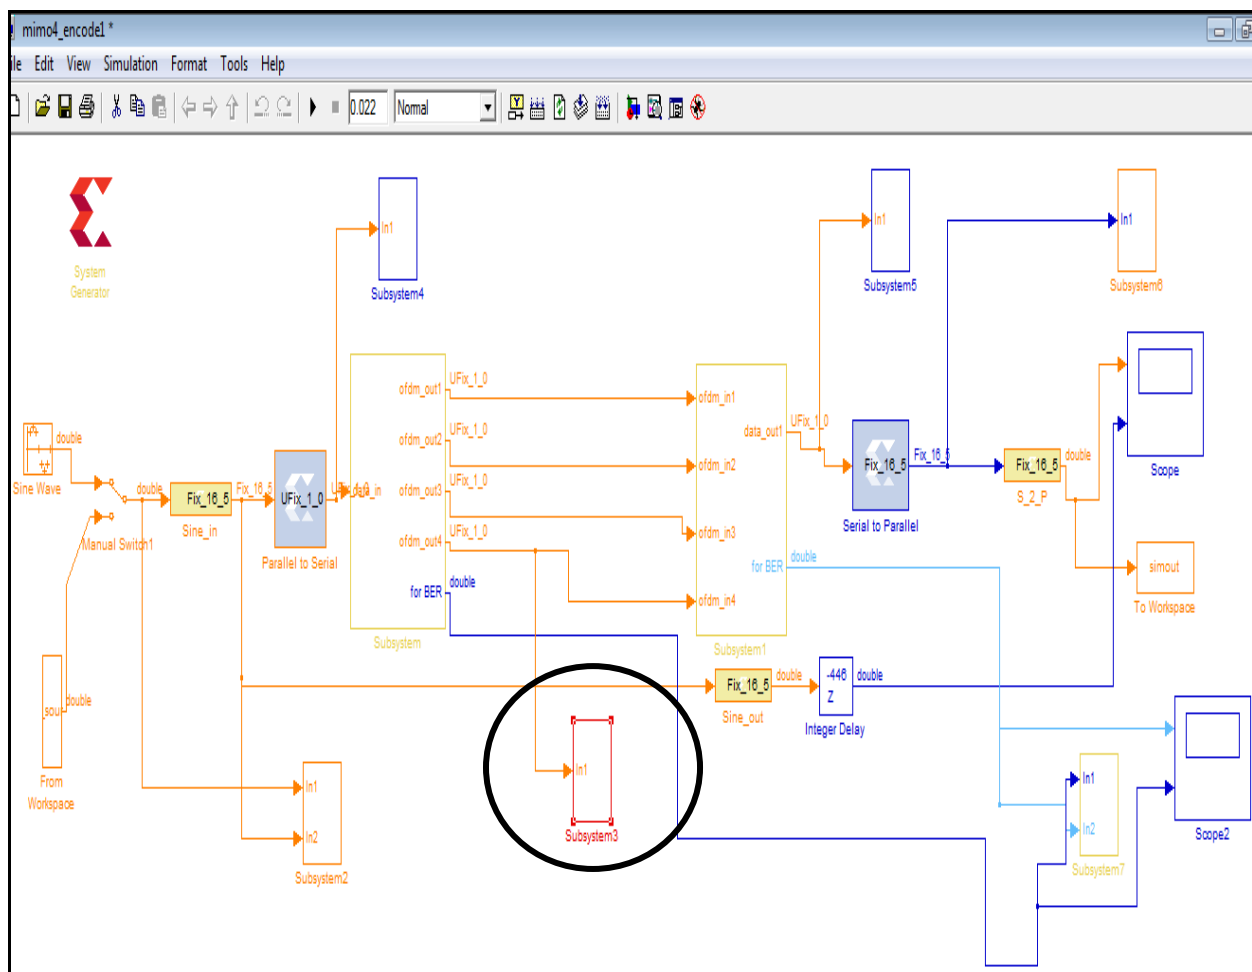 mimo4_encode1 *
ile Edit View Simulation Format Tools Help
0.022 Normal
System
Generator
In1
Subsystem4
In1
Subsystem5
In1
Subsystem6
double
Sine Wave
Manual Switch1
double
Fix_16_5
Sine_in
Fix_16_5
UFix_1_0
Parallel to Serial
data_in
ofdm_out1
ofdm_out2
ofdm_out3
ofdm_out4
for BER
Subsystem
UFix_1_0
UFix_1_0
UFix_1_0
UFix_1_0
double
ofdm_in1
ofdm_in2
ofdm_in3
ofdm_in4
data_out1
for BER
Subsystem1
UFix_1_0
double
Fix_16_5
Serial to Parallel
Fix_16_5
Fix_16_5
S_2_P
double
Scope
simout
To Workspace
sou
double
From
Workspace
In1
In2
Subsystem2
In1
Subsystem3
Fix_16_5
Sine_out
double
-446
Z
Integer Delay
double
In1
In2
Subsystem7
Scope2